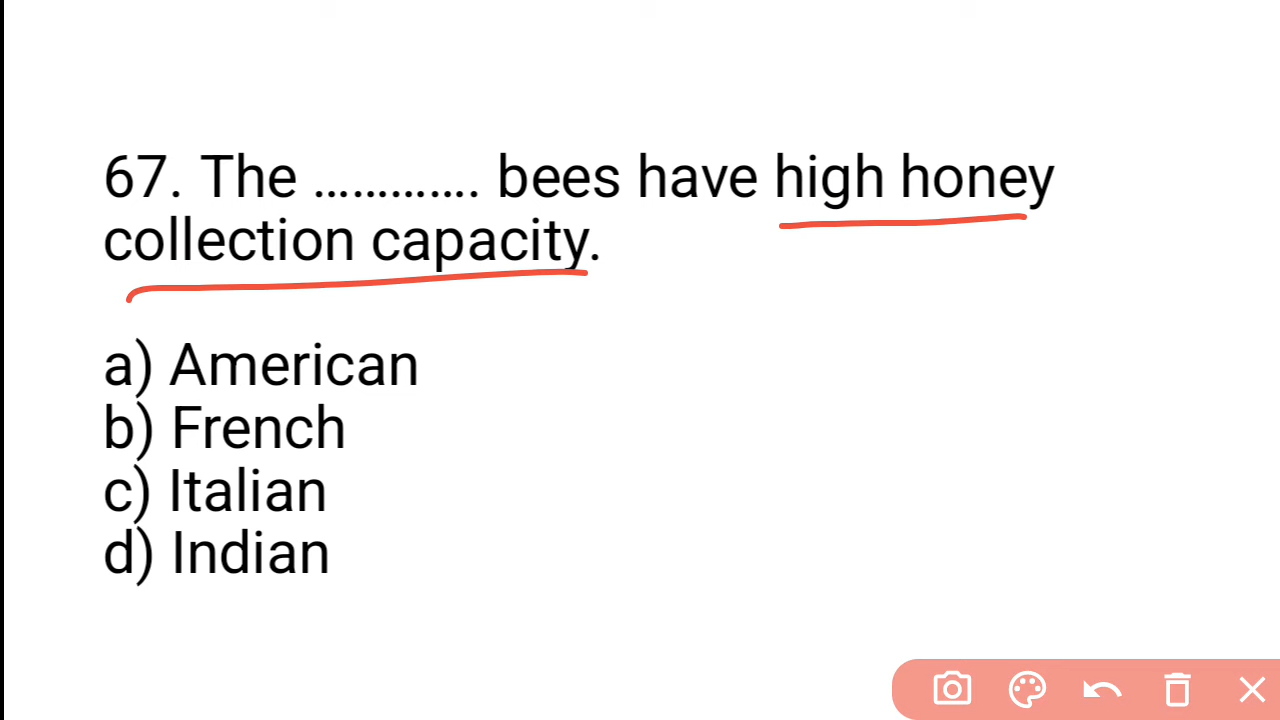 67. The ............. bees have high honey
collection capacity.
a) American
b) French
c) Italian
d) Indian